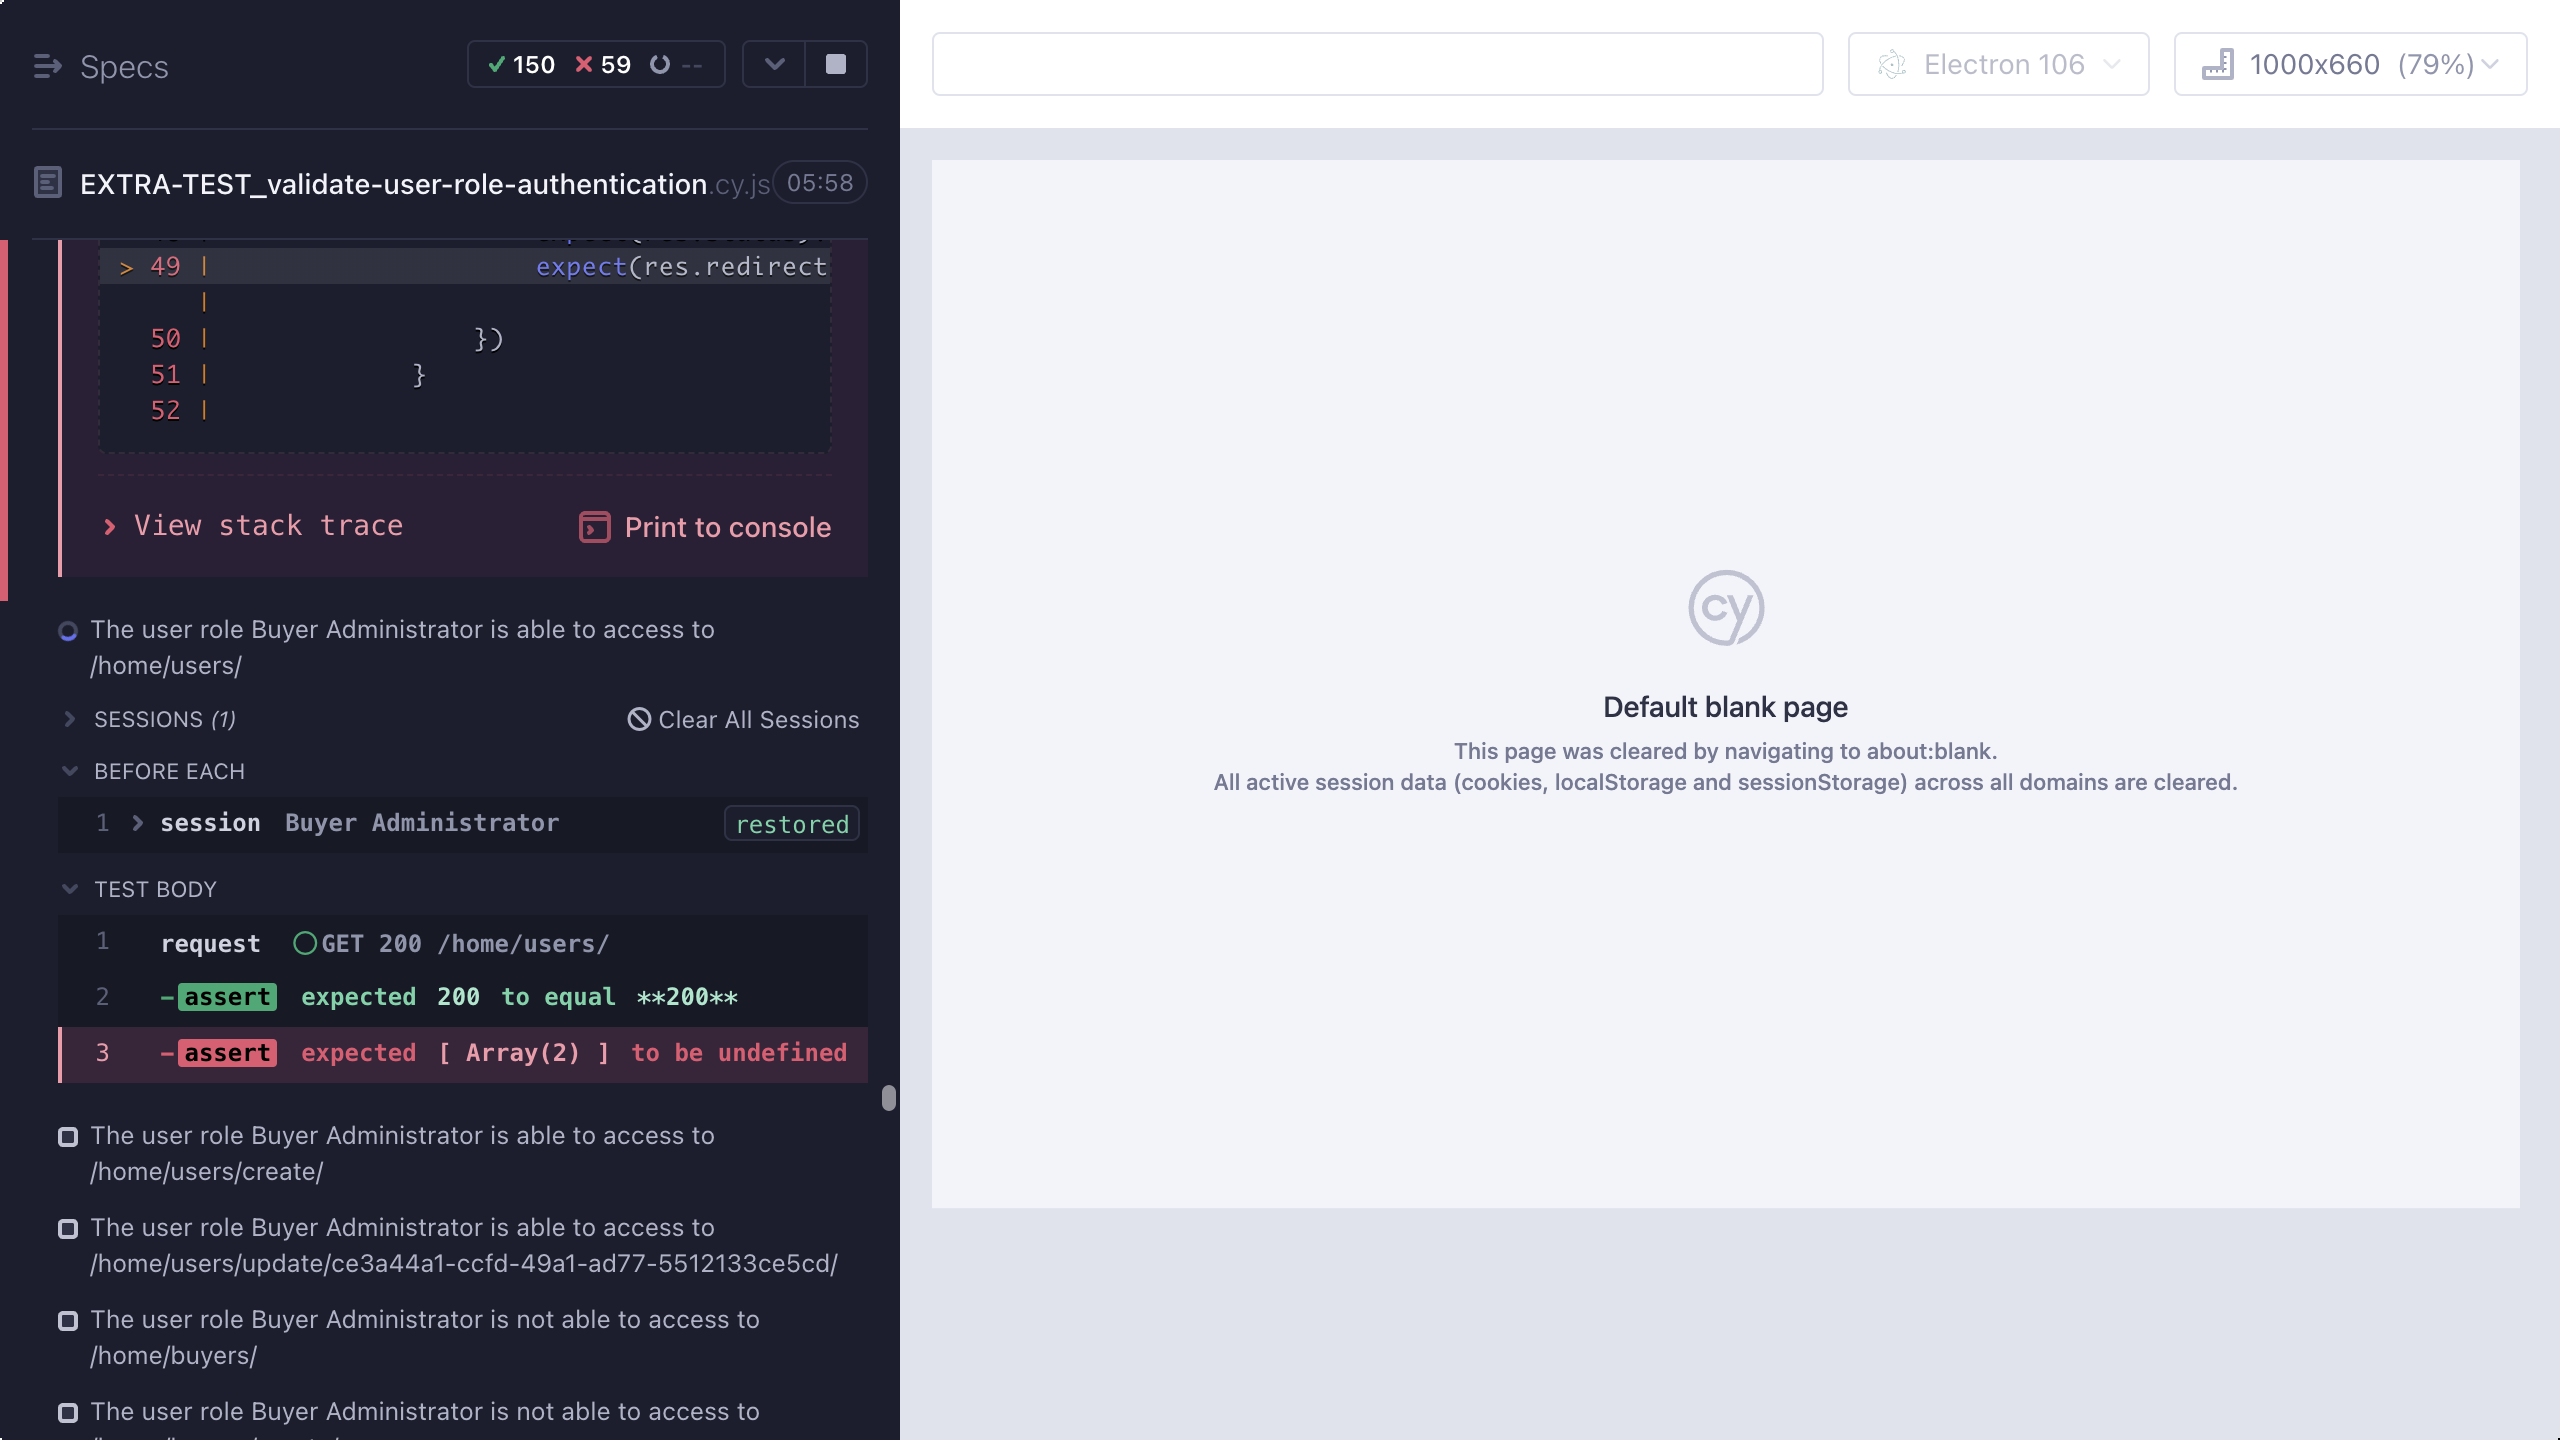 Specs
150 59 --
EXTRA-TEST_validate-user-role-authentication.cy.js 05:58
> 49 | expect(res.redirect
|
50 | })
51 | }
52 |
View stack trace
Print to console
The user role Buyer Administrator is able to access to
/home/users/
SESSIONS (1)
Clear All Sessions
BEFORE EACH
1 session Buyer Administrator restored
TEST BODY
1 request GET 200 /home/users/
2 -assert expected 200 to equal **200**
3 -assert expected [ Array(2) ] to be undefined
The user role Buyer Administrator is able to access to
/home/users/create/
The user role Buyer Administrator is able to access to
/home/users/update/ce3a44a1-ccfd-49a1-ad77-5512133ce5cd/
The user role Buyer Administrator is not able to access to
/home/buyers/
The user role Buyer Administrator is not able to access to
Electron 106
1000x660 (79%)
cy
Default blank page
This page was cleared by navigating to about:blank.
All active session data (cookies, localStorage and sessionStorage) across all domains are cleared.